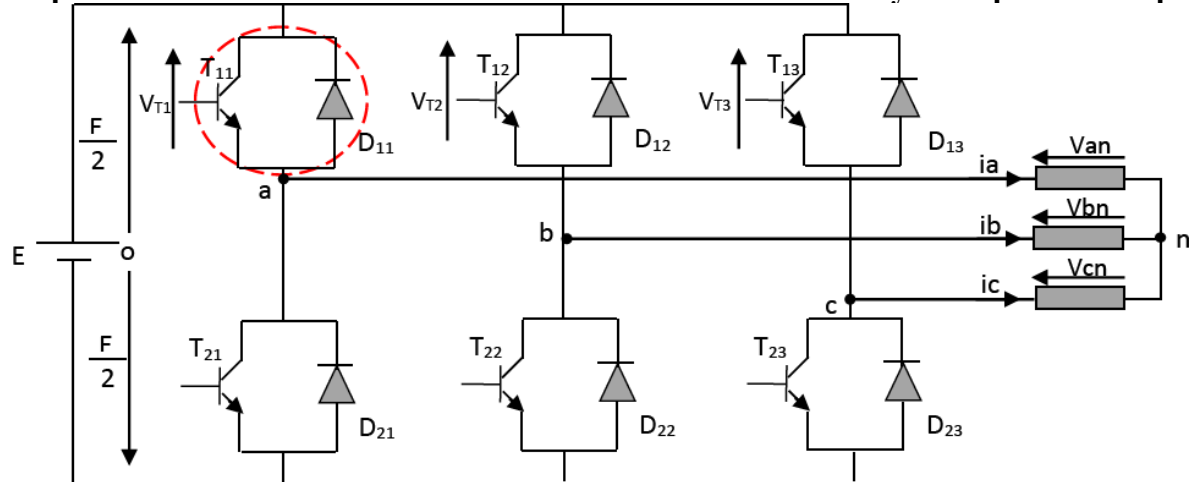 T11
T12
T13
VT1
VT2
VT3
F
2
D11
D12
D13
Van
a
ia
Vbn
b
ib
n
E
o
Vcn
c
ic
F
2
T21
T22
T23
D21
D22
D23